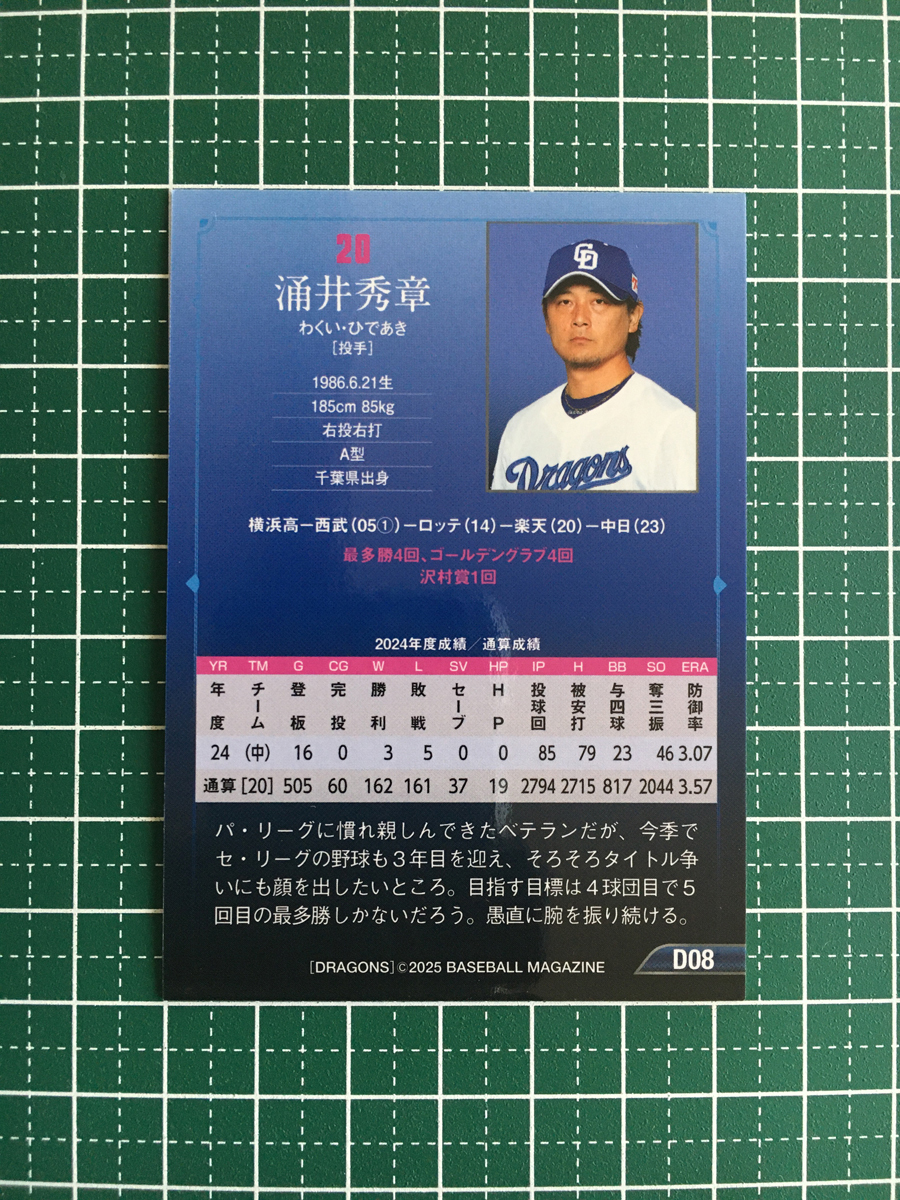 20
涌井秀章
わくい・ひであき
[投手]
1986.6.21生
185cm 85kg
右投右打
A型
千葉県出身
CD
Dragons
横浜高ー西武(05①)ーロッテ(14)ー楽天(20)ー中日(23)
最多勝4回、ゴールデングラブ4回
沢村賞1回
2024年度成績／通算成績
YR TM G CG W L SV HP IP H BB SO ERA
年度 チーム 登板 完投 勝利 敗戦 セーブ HP 投球回 被安打 与四球 奪三振 防御率
24 (中) 16 0 3 5 0 0 85 79 23 46 3.07
通算 [20] 505 60 162 161 37 19 2794 2715 817 2044 3.57
パ・リーグに慣れ親しんできたベテランだが、今季で
セ・リーグの野球も３年目を迎え、そろそろタイトル争
いにも顔を出したいところ。目指す目標は４球団目で５
回目の最多勝しかないだろう。愚直に腕を振り続ける。
[DRAGONS]©2025 BASEBALL MAGAZINE
D08